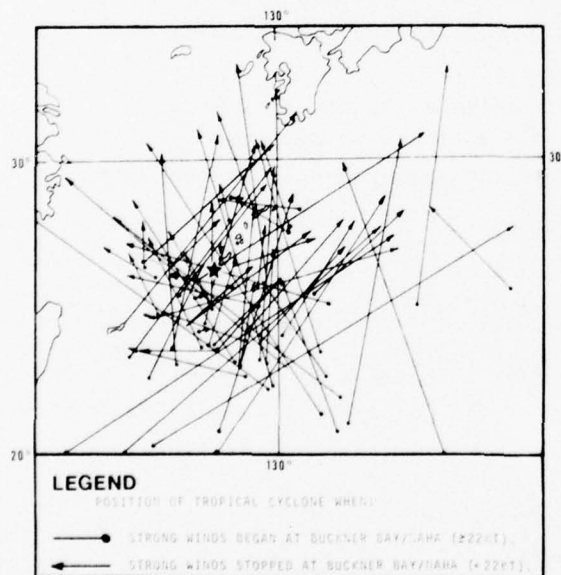 130°
30°
30
20°
130°
LEGEND
POSITION OF TROPICAL CYCLONE WHEN:
STRONG WINDS BEGAN AT BUCKNER BAY/NAHA (≥22KT).
STRONG WINDS STOPPED AT BUCKNER BAY/NAHA (<22KT).